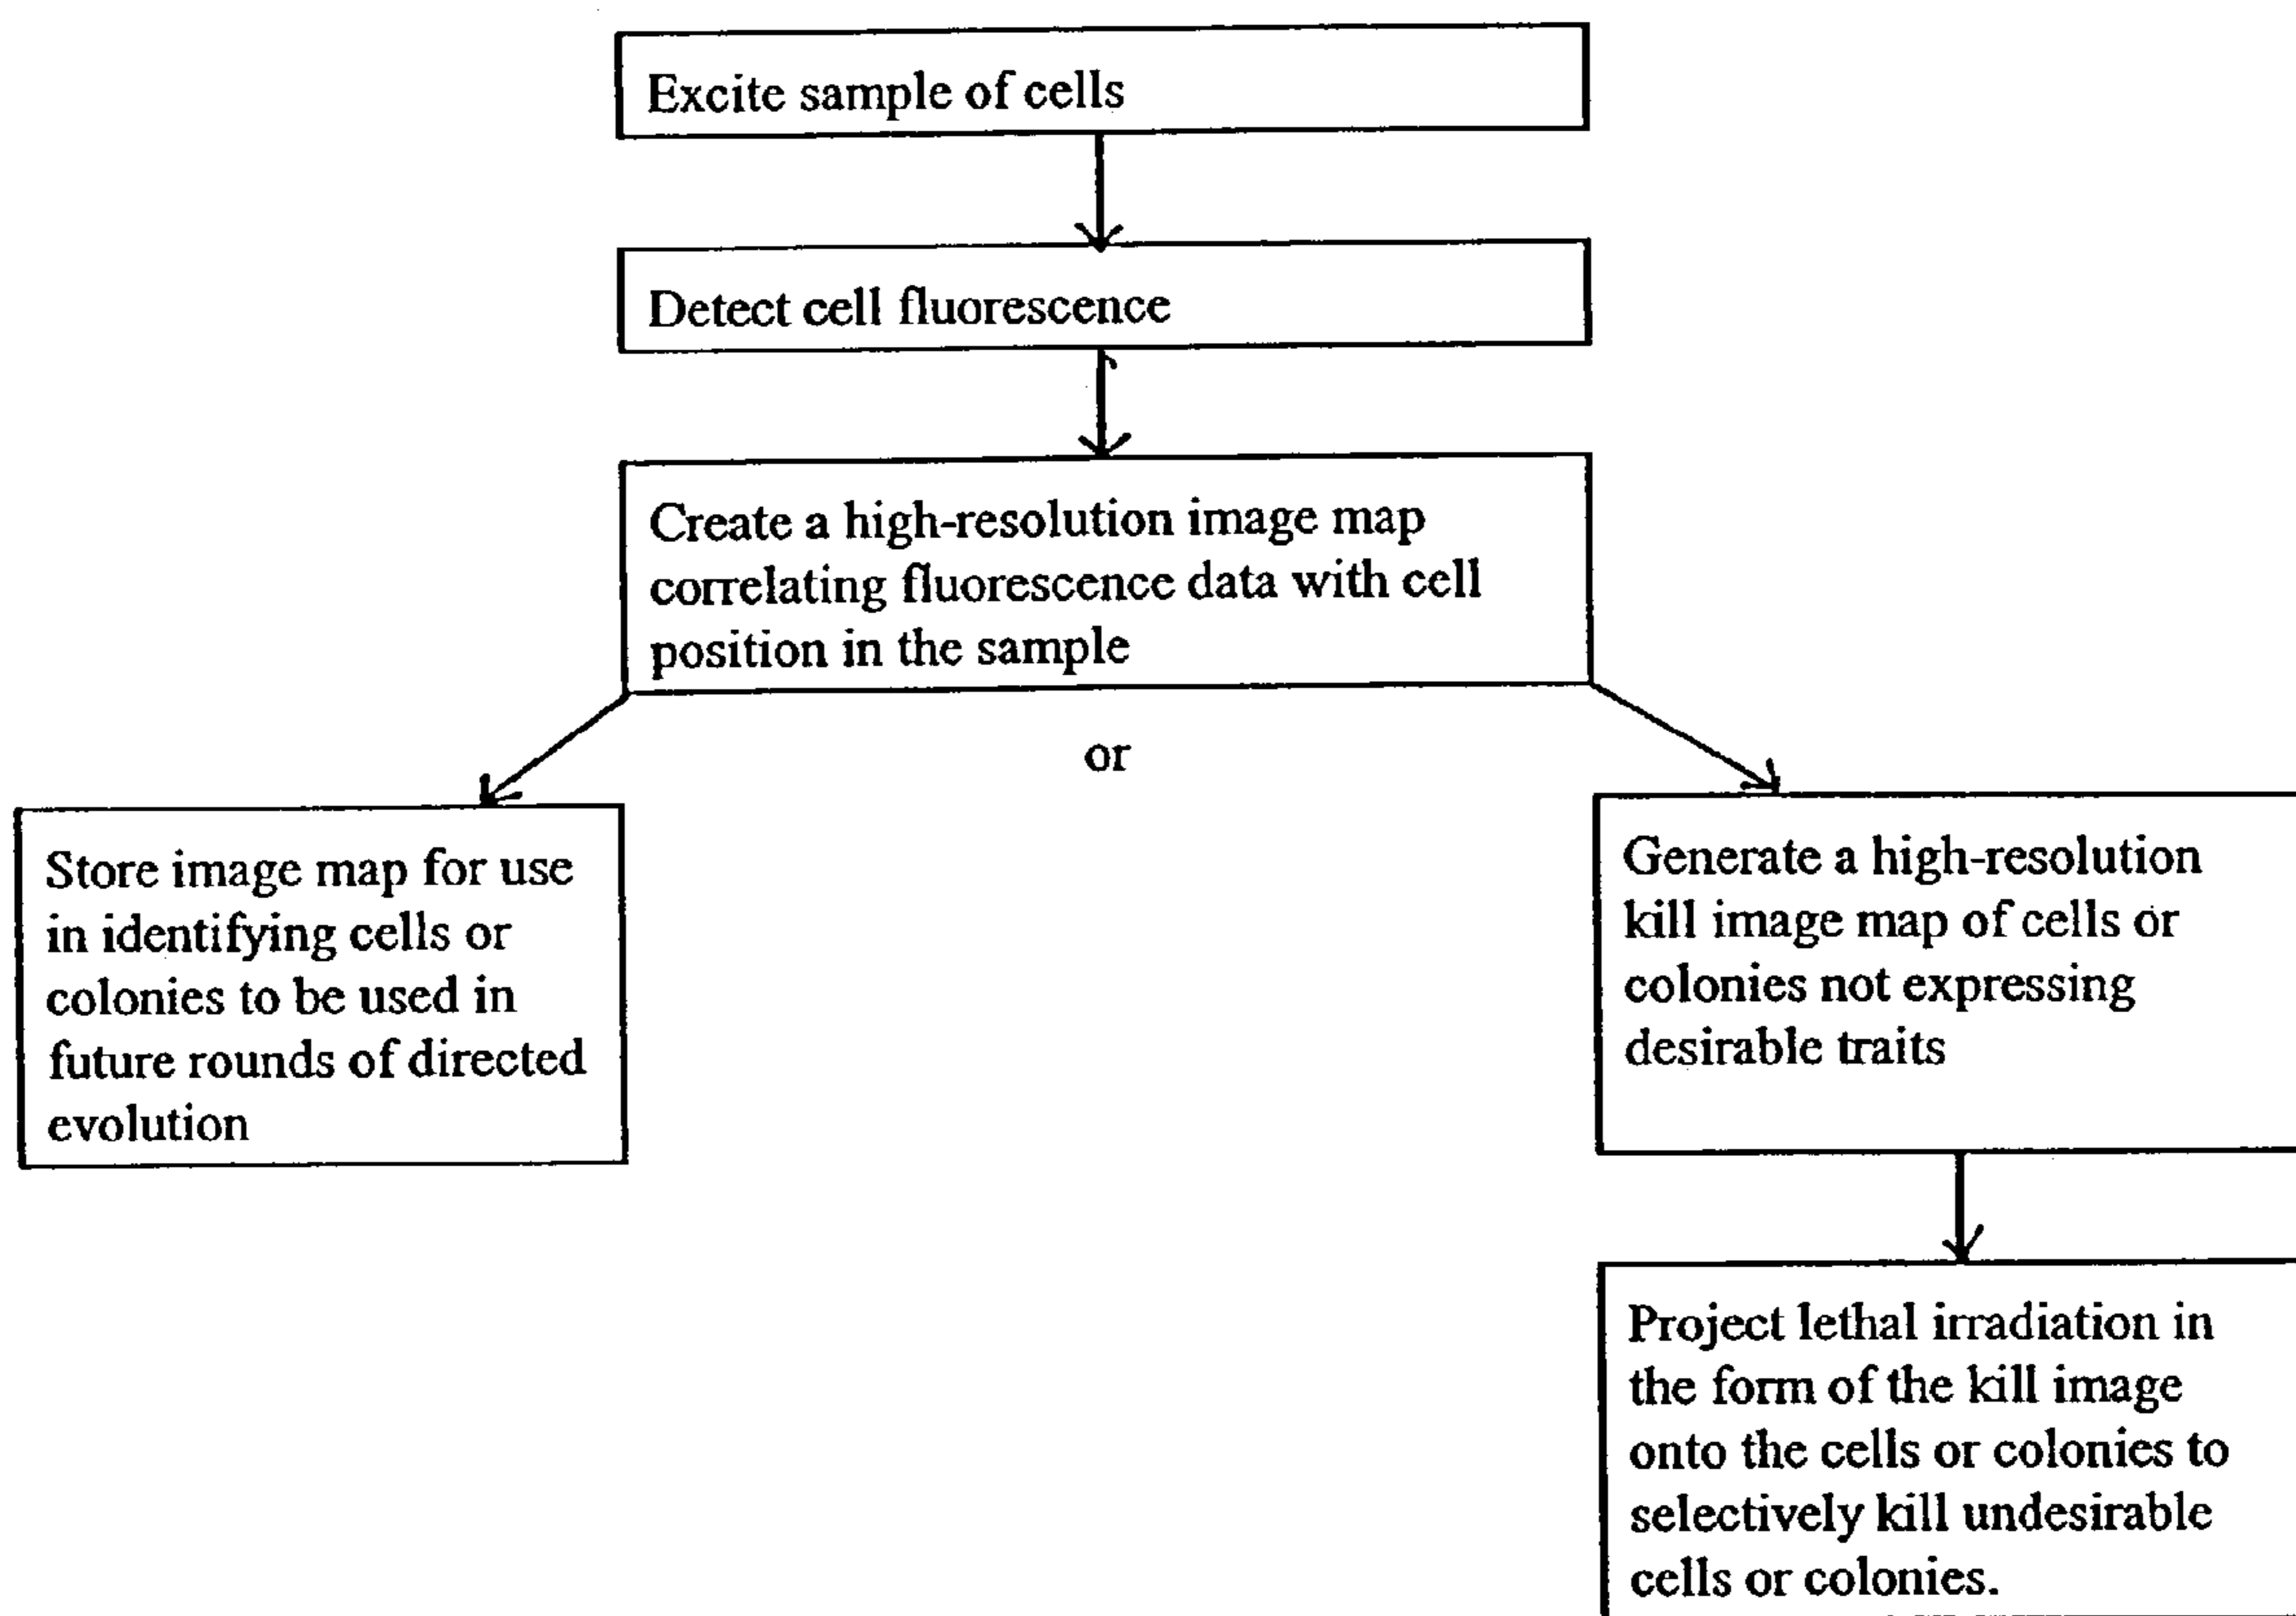 Excite sample of cells
Detect cell fluorescence
Create a high-resolution image map
correlating fluorescence data with cell
position in the sample
or
Store image map for use
in identifying cells or
colonies to be used in
future rounds of directed
evolution
Generate a high-resolution
kill image map of cells or
colonies not expressing
desirable traits
Project lethal irradiation in
the form of the kill image
onto the cells or colonies to
selectively kill undesirable
cells or colonies.